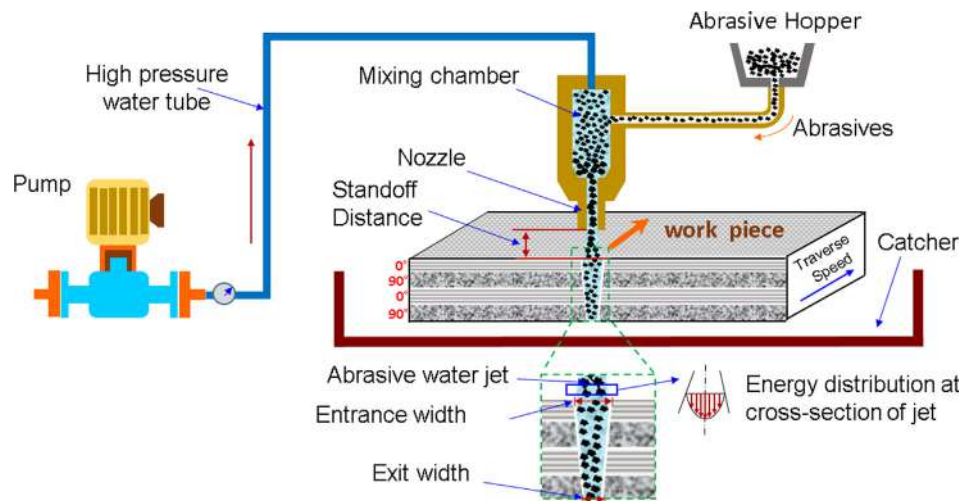 Abrasive Hopper
High pressure
water tube
Mixing chamber
Abrasives
Nozzle
Pump
Standoff
Distance
work piece
Catcher
Traverse
Speed
0°
90°
0°
90°
Abrasive water jet
Energy distribution at
cross-section of jet
Entrance width
Exit width